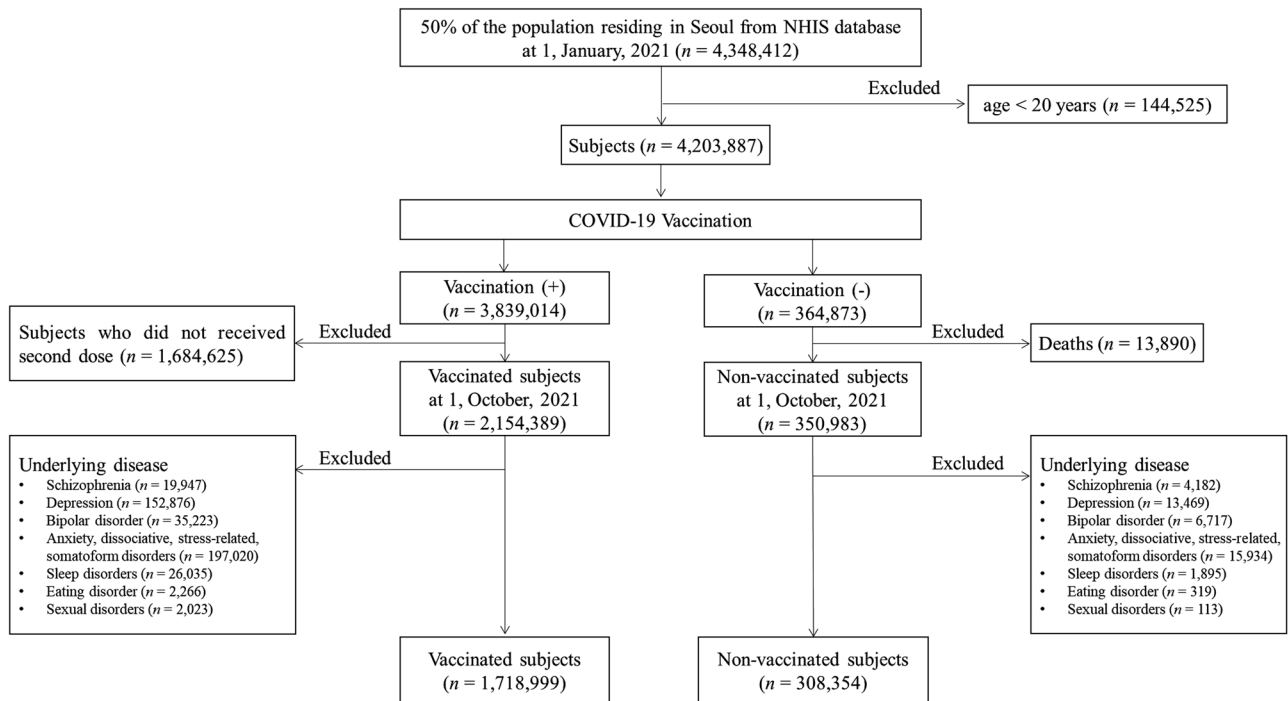 50% of the population residing in Seoul from NHIS database
at 1, January, 2021 (n = 4,348,412)
Excluded
age < 20 years (n = 144,525)
Subjects (n = 4,203,887)
COVID-19 Vaccination
Vaccination (+)
(n = 3,839,014)
Vaccination (-)
(n = 364,873)
Subjects who did not received
second dose (n = 1,684,625)
Excluded
Excluded
Deaths (n = 13,890)
Vaccinated subjects
at 1, October, 2021
(n = 2,154,389)
Non-vaccinated subjects
at 1, October, 2021
(n = 350,983)
Excluded
Excluded
Underlying disease
• Schizophrenia (n = 19,947)
• Depression (n = 152,876)
• Bipolar disorder (n = 35,223)
• Anxiety, dissociative, stress-related,
somatoform disorders (n = 197,020)
• Sleep disorders (n = 26,035)
• Eating disorder (n = 2,266)
• Sexual disorders (n = 2,023)
Underlying disease
• Schizophrenia (n = 4,182)
• Depression (n = 13,469)
• Bipolar disorder (n = 6,717)
• Anxiety, dissociative, stress-related,
somatoform disorders (n = 15,934)
• Sleep disorders (n = 1,895)
• Eating disorder (n = 319)
• Sexual disorders (n = 113)
Vaccinated subjects
(n = 1,718,999)
Non-vaccinated subjects
(n = 308,354)